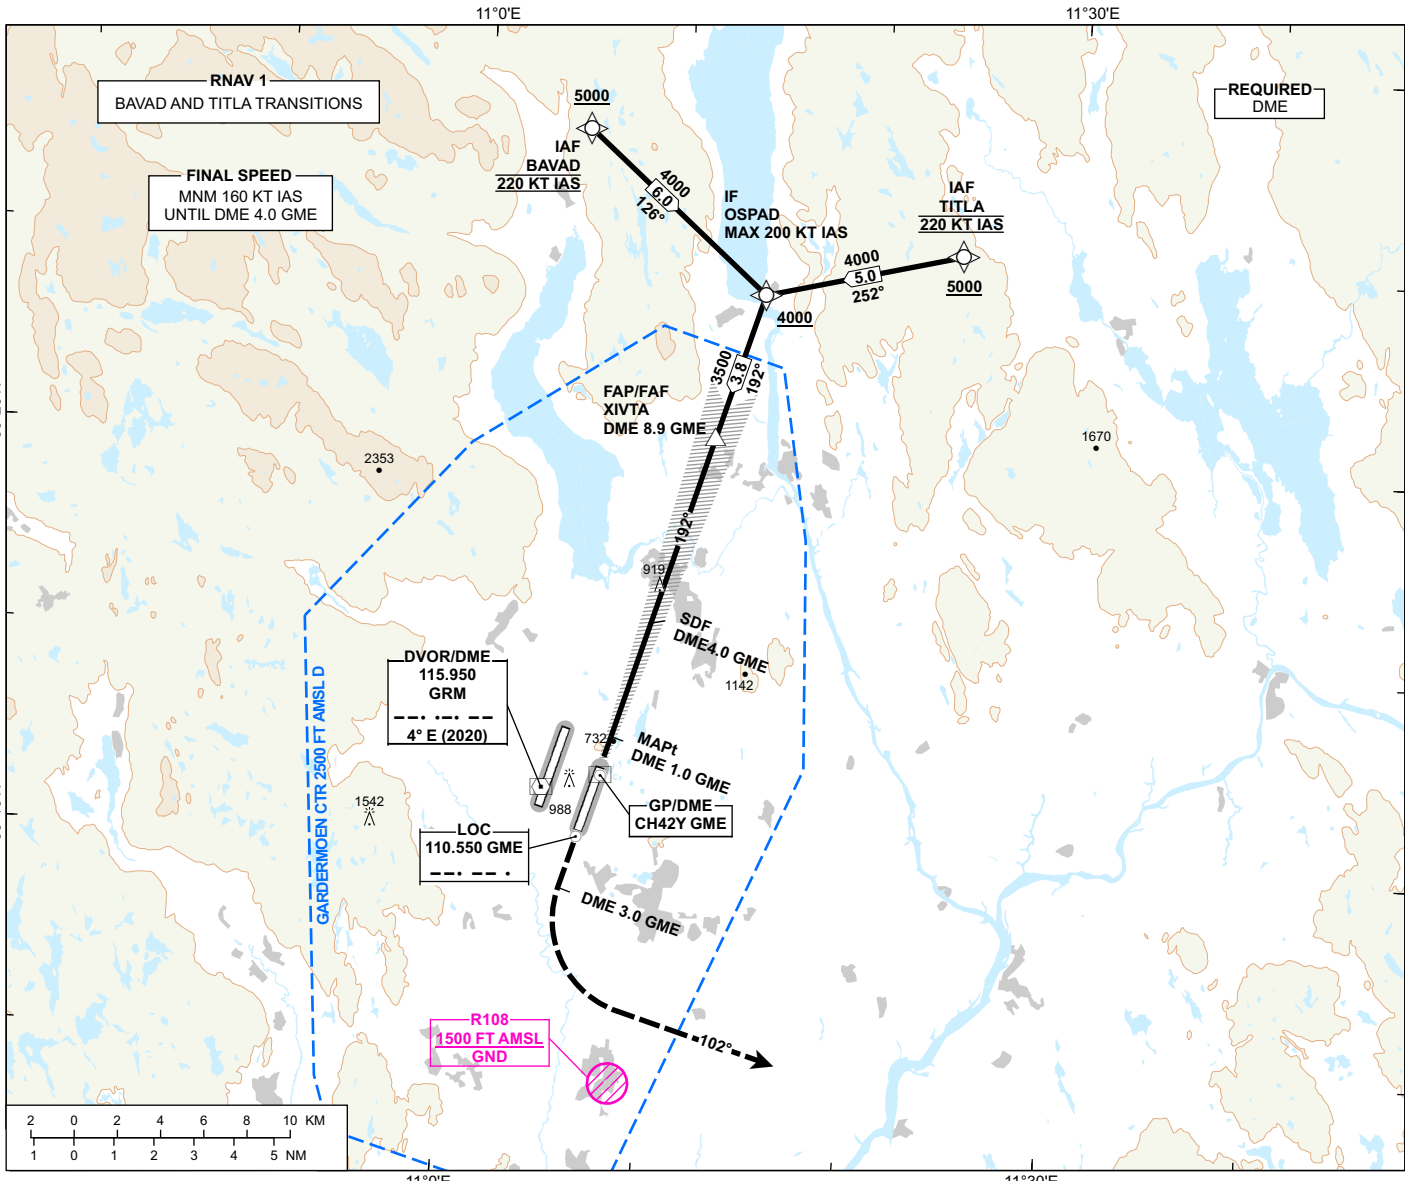 11°0'E
11°30'E
RNAV 1
BAVAD AND TITLA TRANSITIONS
REQUIRED
DME
FINAL SPEED
MNM 160 KT IAS
UNTIL DME 4.0 GME
5000
IAF
BAVAD
220 KT IAS
4000
6.0
126°
IF
OSPAD
MAX 200 KT IAS
IAF
TITLA
220 KT IAS
4000
5.0
252°
5000
4000
3500
3.8
192°
FAP/FAF
XIVTA
DME 8.9 GME
2353
1670
192°
919
SDF
DME4.0 GME
1142
DVOR/DME
115.950
GRM
4° E (2020)
GARDERMOEN CTR 2500 FT AMSL D
732
MAPt
DME 1.0 GME
1542
988
GP/DME
CH42Y GME
LOC
110.550 GME
DME 3.0 GME
R108
1500 FT AMSL
GND
102°
2 0 2 4 6 8 10 KM
1 0 1 2 3 4 5 NM
11°0'E
11°30'E